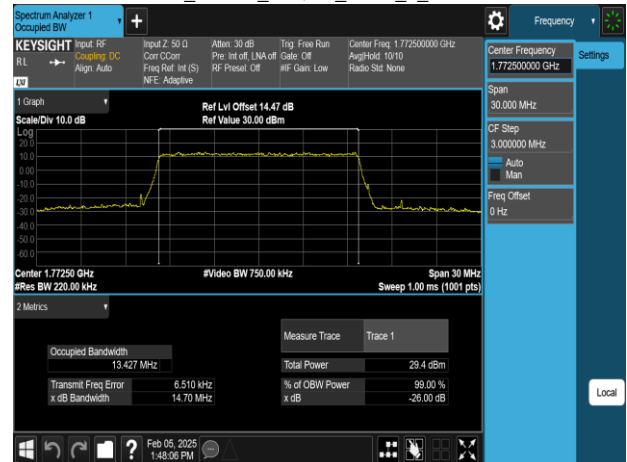 Spectrum Analyzer 1
Occupied BW
Frequency
KEYSIGHT
RL
LXI
Input: RF
Coupling: DC
Align: Auto
Input Z: 50 Ω
Corr CCorr
Freq Ref: Int (S)
NFE: Adaptive
Atten: 30 dB
Pre: Int off, LNA off
RF Presel: Off
Trig: Free Run
Gate: Off
#IF Gain: Low
Center Freq: 1.772500000 GHz
Avg|Hold: 10/10
Radio Std: None
Center Frequency
1.772500000 GHz
Settings
Span
30.000 MHz
CF Step
3.000000 MHz
Auto
Man
Freq Offset
0 Hz
Local
1 Graph
Scale/Div 10.0 dB
Ref Lvl Offset 14.47 dB
Ref Value 30.00 dBm
Log
20.0
10.0
0.00
-10.0
-20.0
-30.0
-40.0
-50.0
-60.0
Center 1.77250 GHz
#Video BW 750.00 kHz
Span 30 MHz
#Res BW 220.00 kHz
Sweep 1.00 ms (1001 pts)
2 Metrics
Measure Trace
Trace 1
Occupied Bandwidth
13.427 MHz
Total Power
29.4 dBm
Transmit Freq Error
6.510 kHz
% of OBW Power
99.00 %
x dB Bandwidth
14.70 MHz
x dB
-26.00 dB
Feb 05, 2025
1:48:06 PM